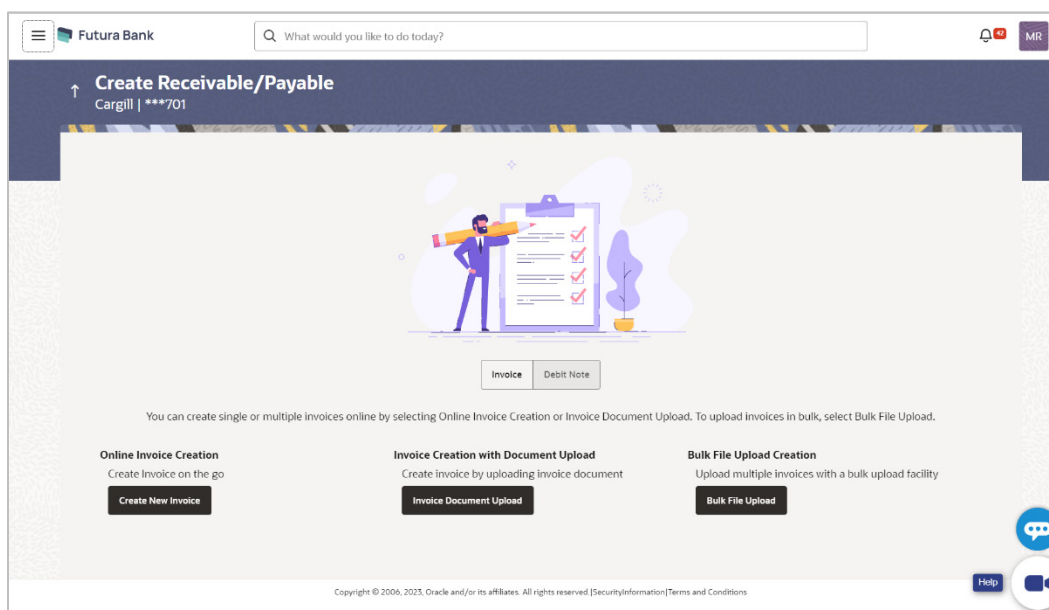 Futura Bank
What would you like to do today?
42
MR
Create Receivable/Payable
Cargill | ***701
Invoice
Debit Note
You can create single or multiple invoices online by selecting Online Invoice Creation or Invoice Document Upload. To upload invoices in bulk, select Bulk File Upload.
Online Invoice Creation
Create Invoice on the go
Create New Invoice
Invoice Creation with Document Upload
Create invoice by uploading invoice document
Invoice Document Upload
Bulk File Upload Creation
Upload multiple invoices with a bulk upload facility
Bulk File Upload
Help
Copyright © 2006, 2023, Oracle and/or its affiliates. All rights reserved.|SecurityInformation|Terms and Conditions